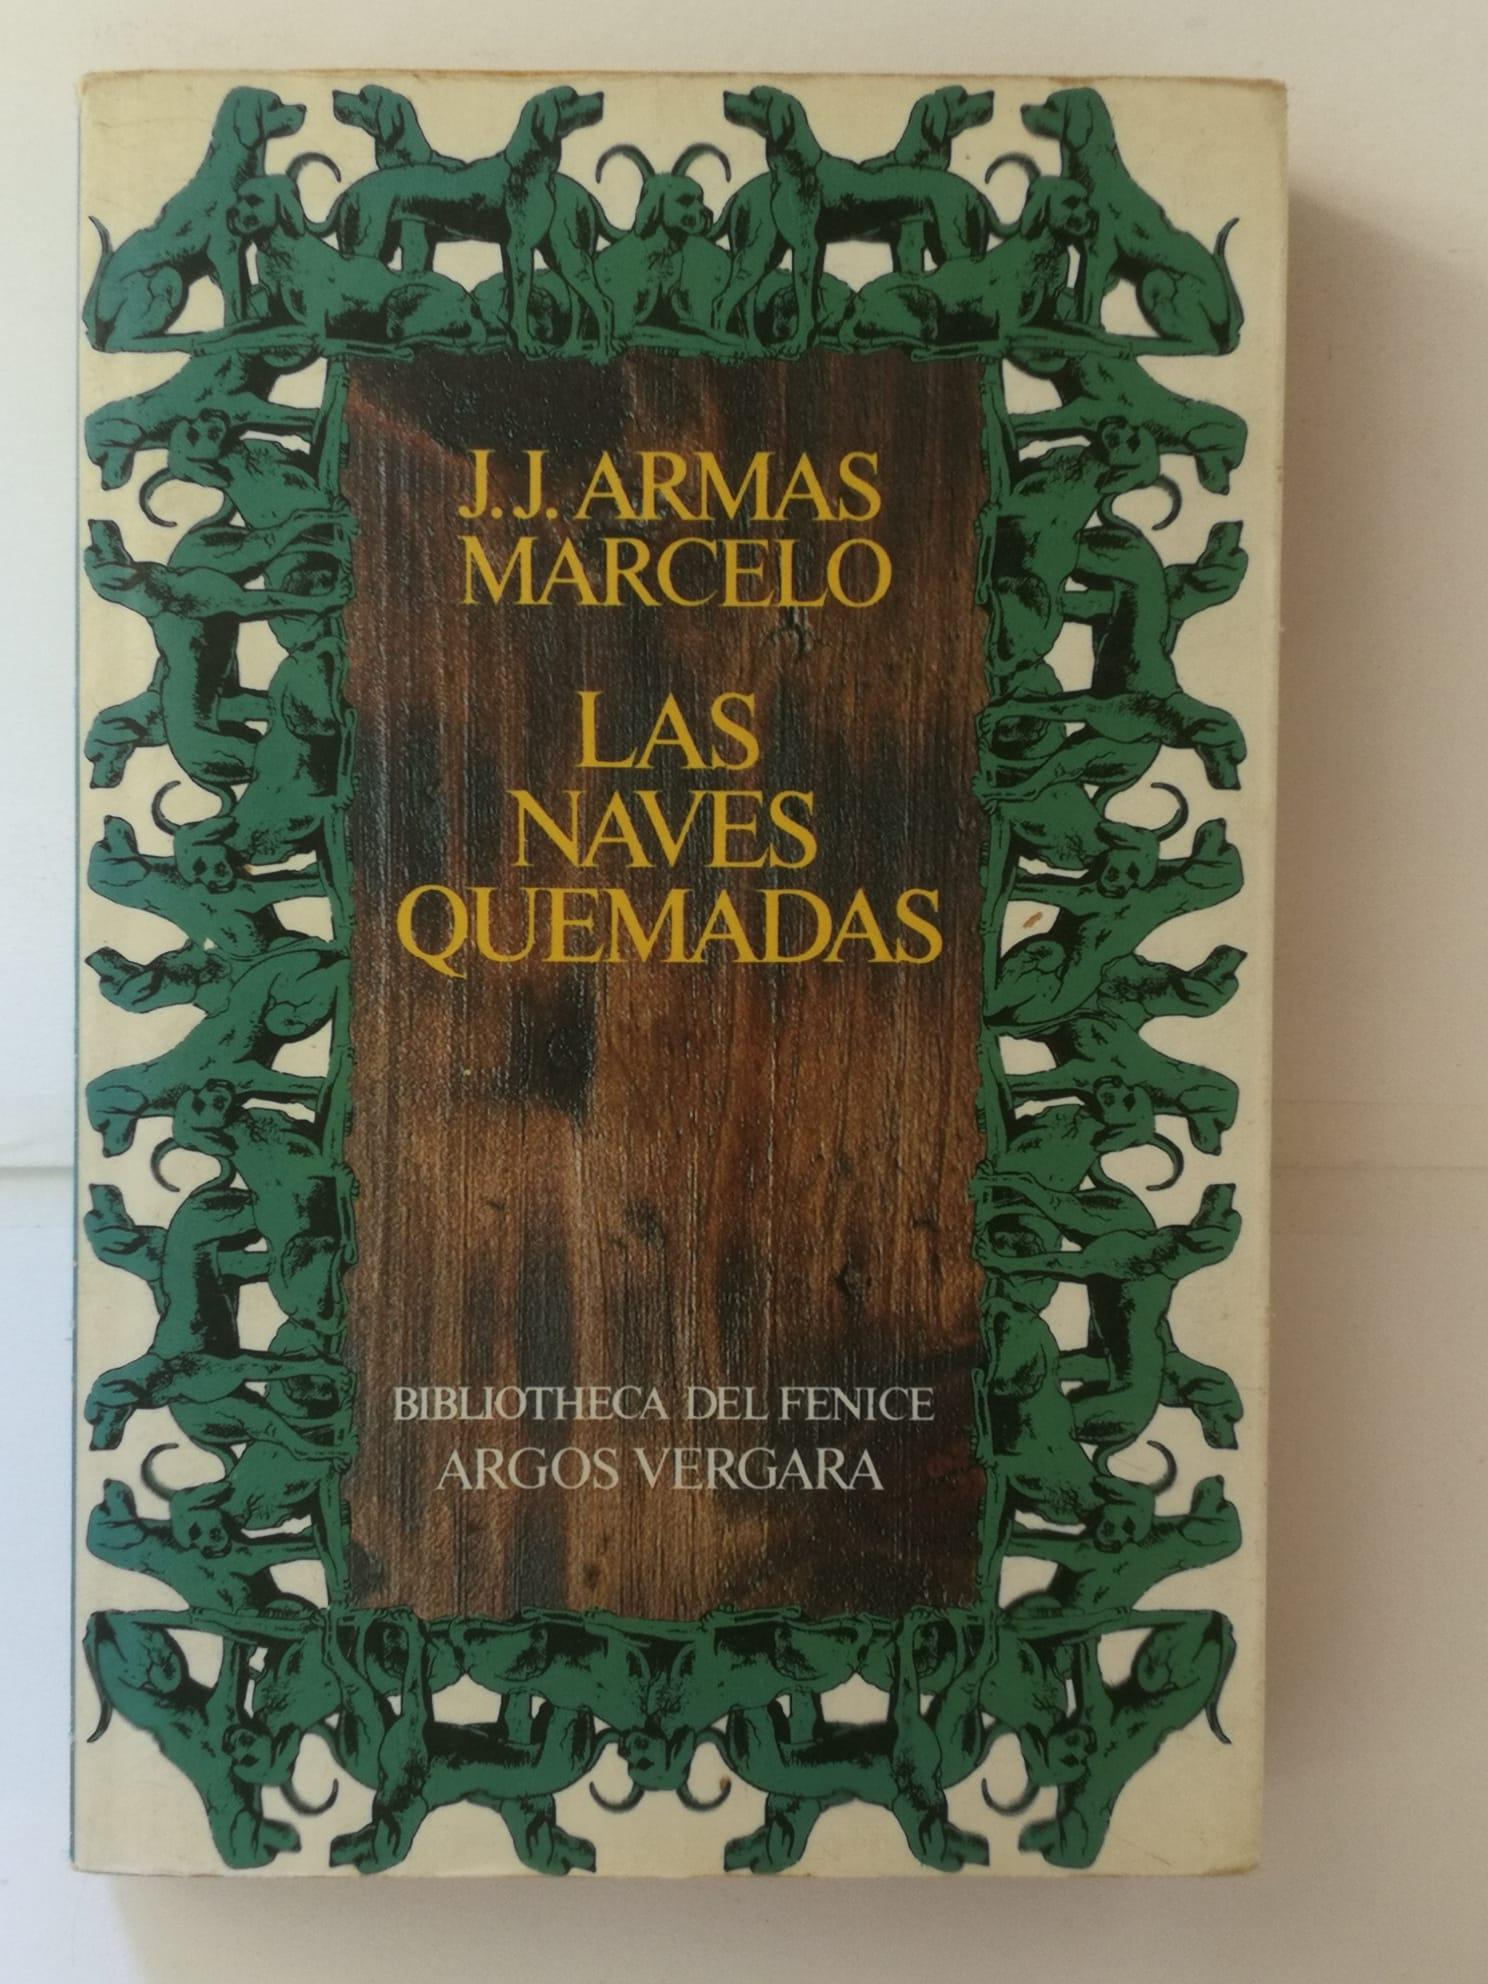 J.J. ARMAS
MARCELO
LAS
NAVES
QUEMADAS
BIBLIOTHECA DEL FENICE
ARGOS VERGARA